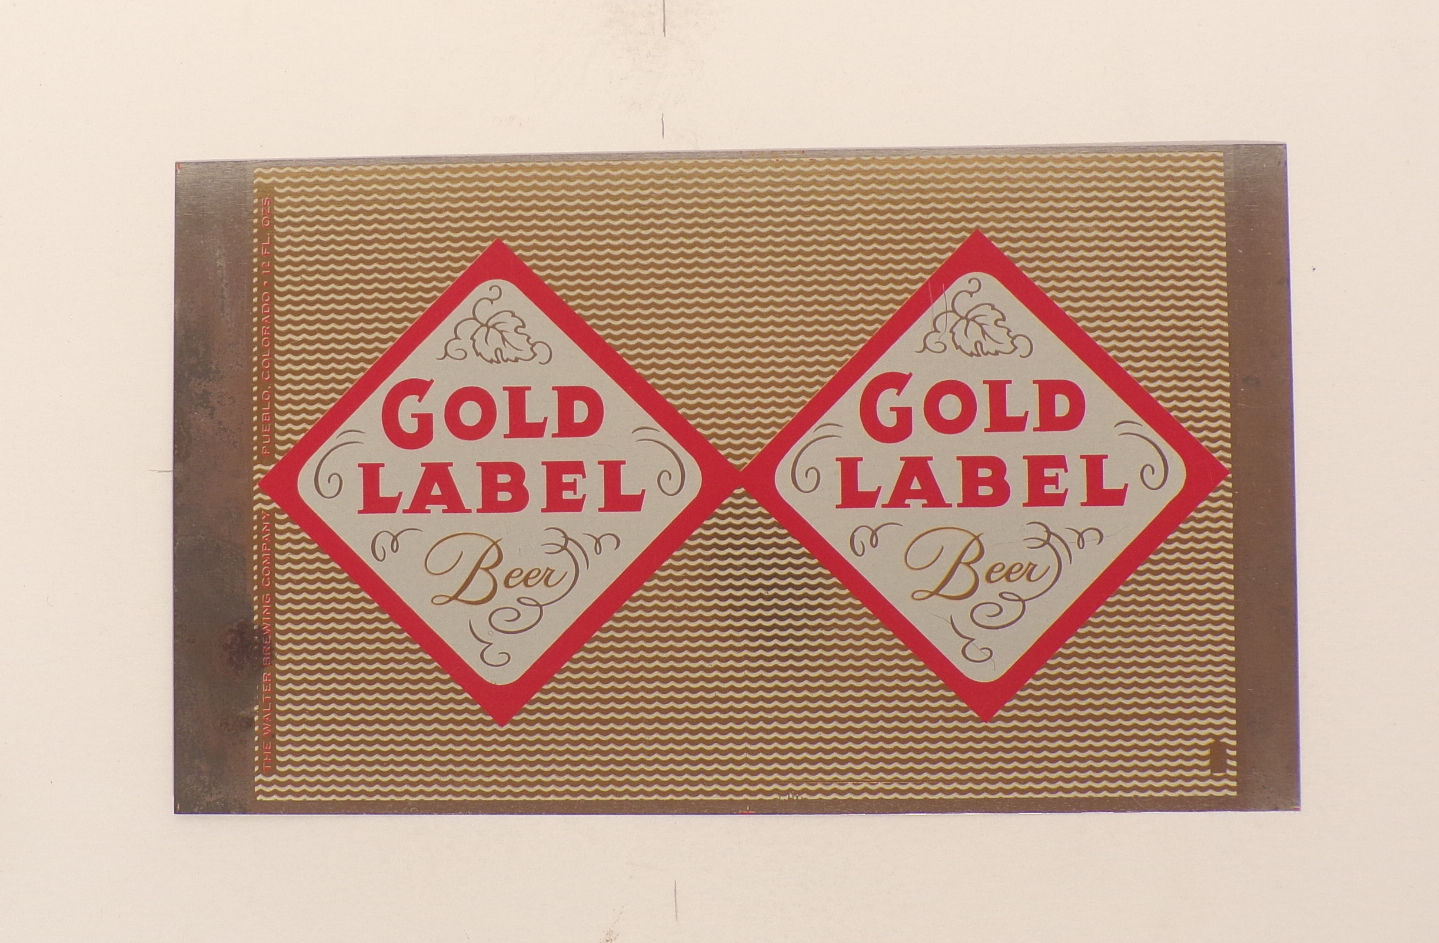 GOLD
LABEL
Beer
GOLD
LABEL
Beer
THE WALTER BREWING COMPANY PUEBLO, COLORADO · 12 FL. OZS.